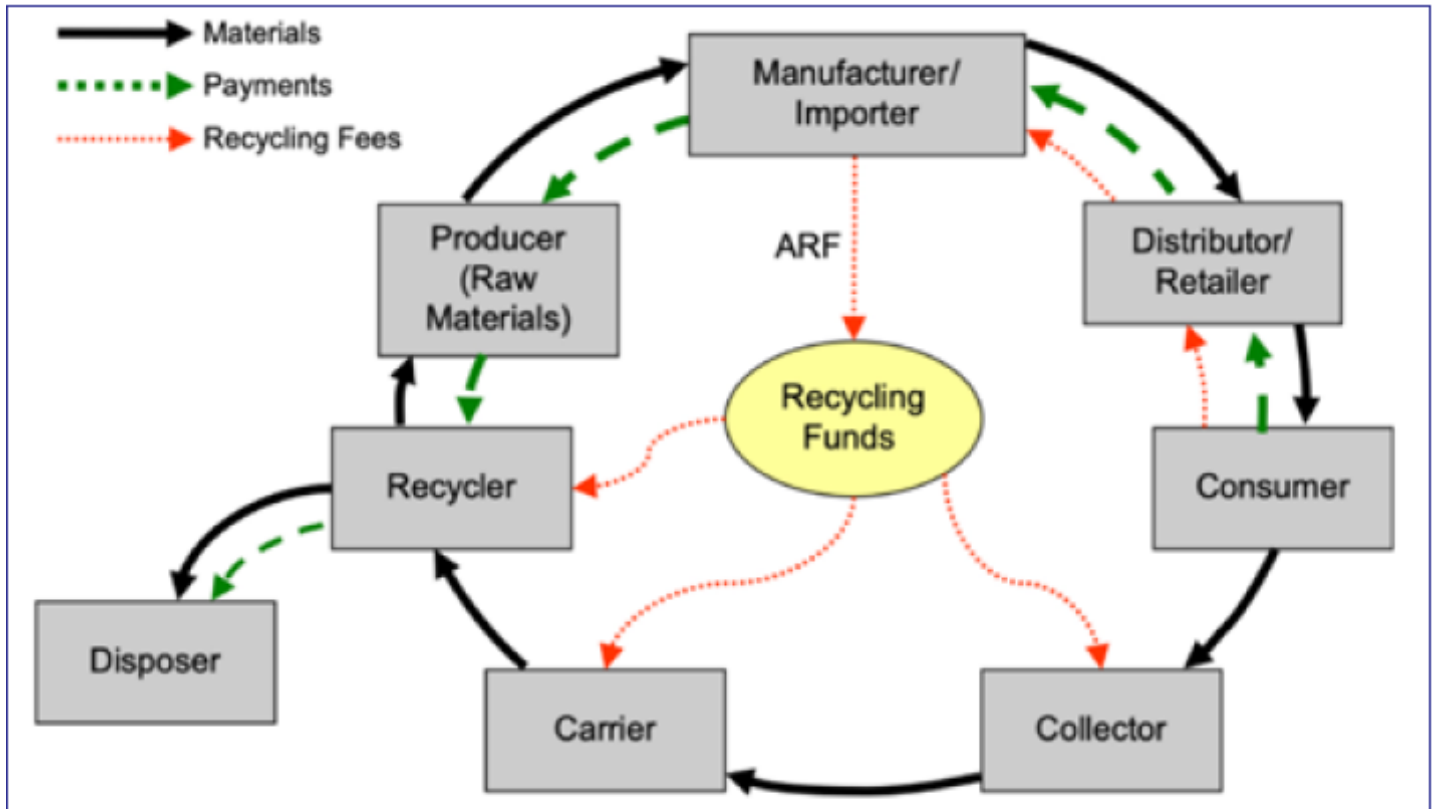 Materials
Payments
Recycling Fees
Manufacturer/
Importer
Producer
(Raw
Materials)
ARF
Distributor/
Retailer
Recycling
Funds
Recycler
Consumer
Disposer
Carrier
Collector